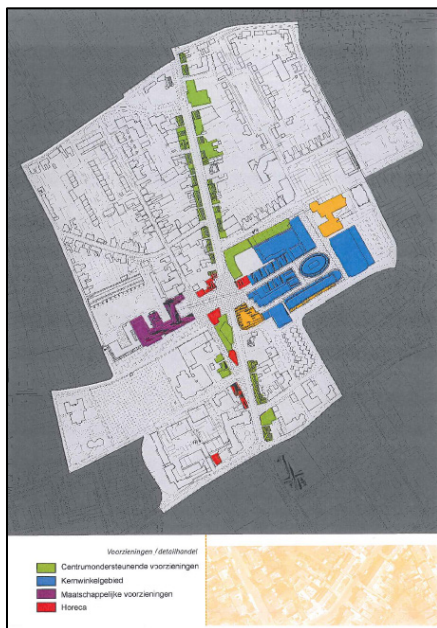 Voorzieningen / detailhandel
Centrumondersteunende voorzieningen
Kernwinkelgebied
Maatschappelijke voorzieningen
Horeca